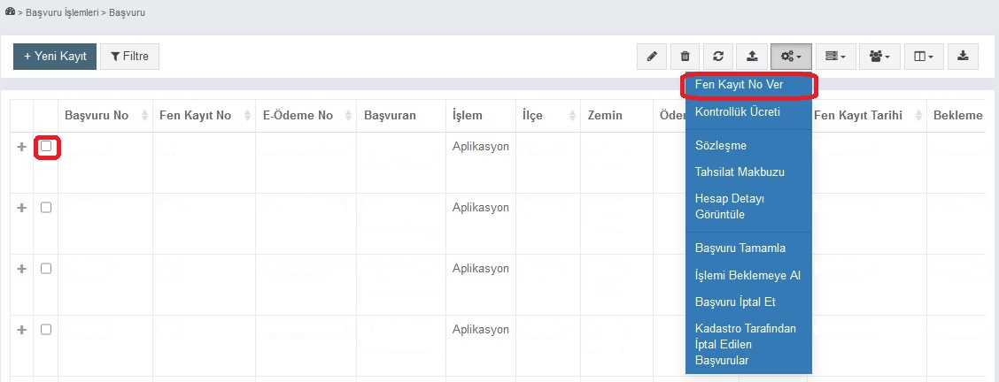 > Başvuru İşlemleri > Başvuru
+ Yeni Kayıt Filtre
Fen Kayıt No Ver
Kontrollük Ücreti
Sözleşme
Tahsilat Makbuzu
Hesap Detayı
Görüntüle
Başvuru Tamamla
İşlemi Beklemeye Al
Başvuru İptal Et
Kadastro Tarafından
İptal Edilen
Başvurular
Başvuru No Fen Kayıt No E-Ödeme No Başvuran İşlem İlçe Zemin Öde Fen Kayıt Tarihi Bekleme
Aplikasyon
Aplikasyon
Aplikasyon
Aplikasyon